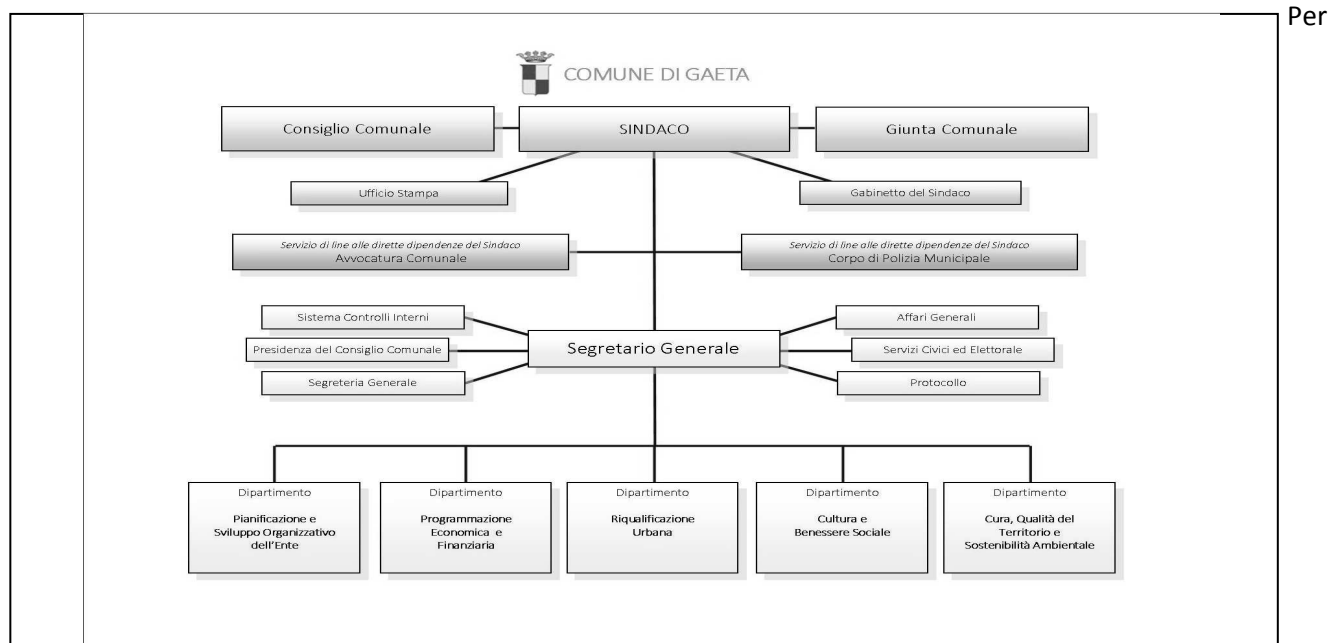 Per
COMUNE DI GAETA
Consiglio Comunale
SINDACO
Giunta Comunale
Ufficio Stampa
Gabinetto del Sindaco
Servizio di line alle dirette dipendenze del Sindaco
Avvocatura Comunale
Servizio di line alle dirette dipendenze del Sindaco
Corpo di Polizia Municipale
Sistema Controlli Interni
Affari Generali
Presidenza del Consiglio Comunale
Segretario Generale
Servizi Civici ed Elettorale
Segreteria Generale
Protocollo
Dipartimento
Pianificazione e
Sviluppo Organizzativo
dell'Ente
Dipartimento
Programmazione
Economica e
Finanziaria
Dipartimento
Riqualificazione
Urbana
Dipartimento
Cultura e
Benessere Sociale
Dipartimento
Cura, Qualità del
Territorio e
Sostenibilità Ambientale